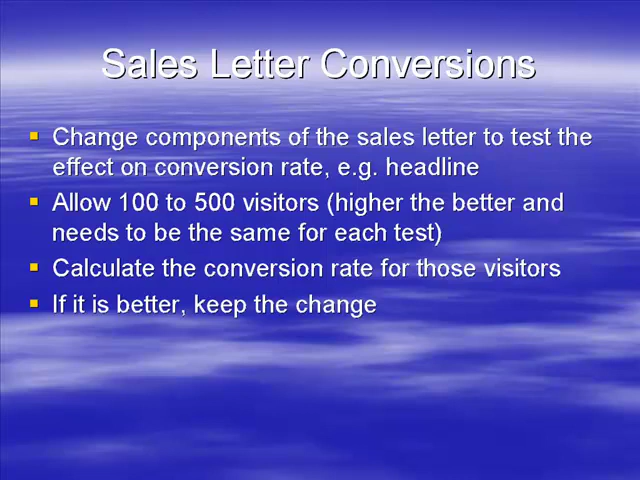 Sales Letter Conversions
Change components of the sales letter to test the
effect on conversion rate, e.g. headline
Allow 100 to 500 visitors (higher the better and
needs to be the same for each test)
Calculate the conversion rate for those visitors
If it is better, keep the change